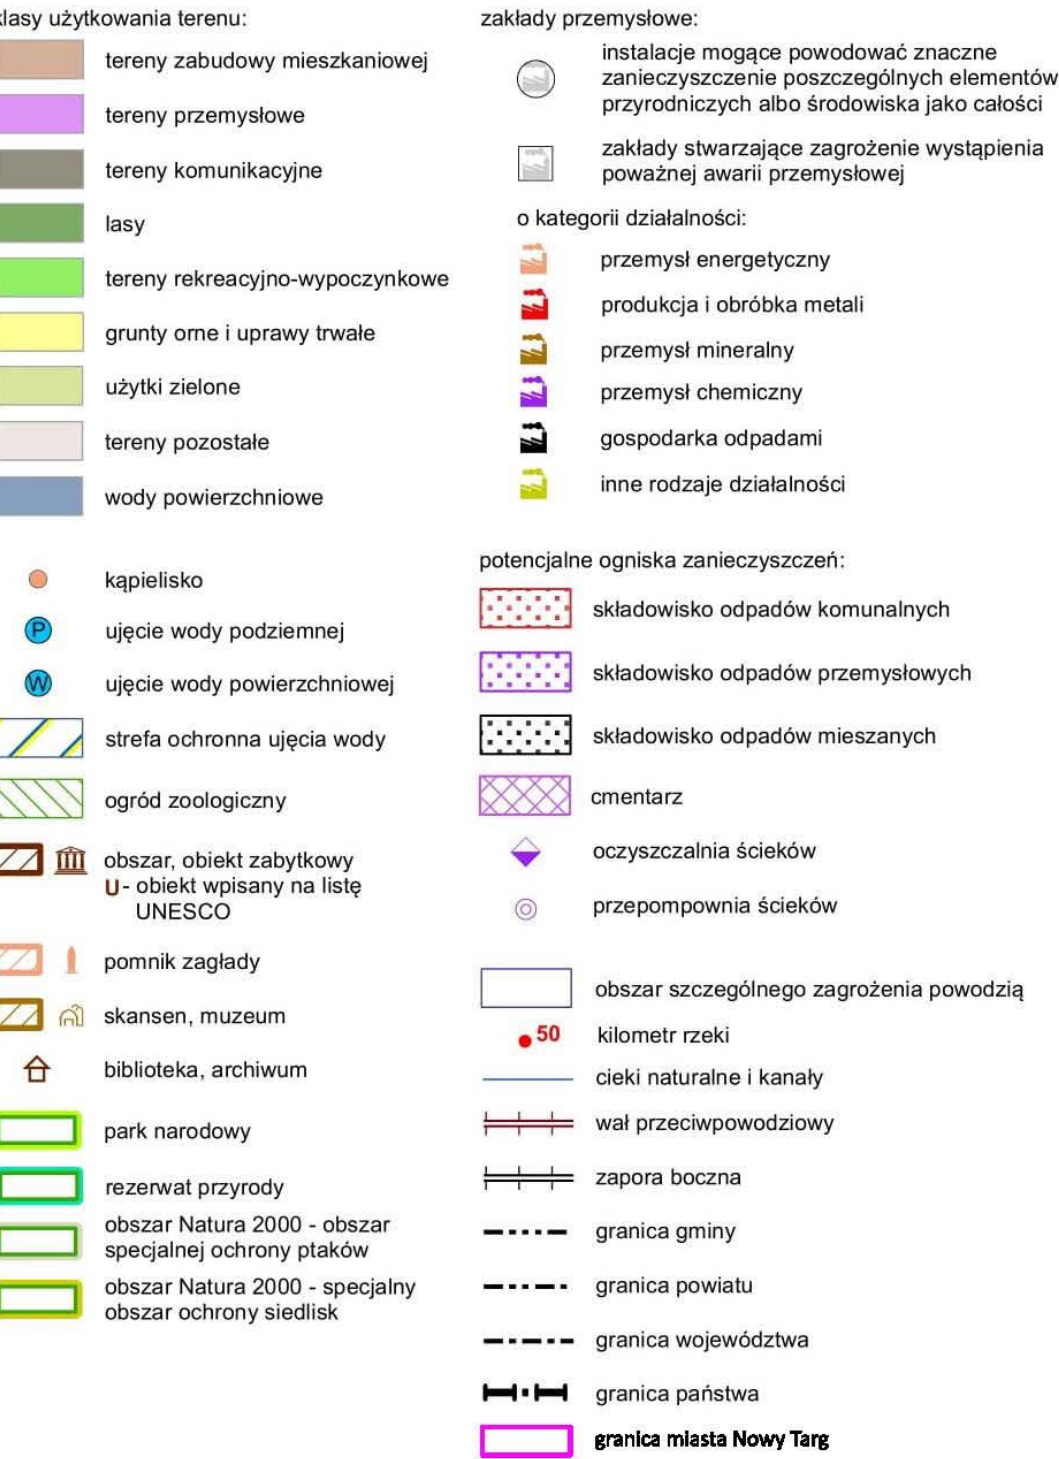 klasy użytkowania terenu:
tereny zabudowy mieszkaniowej
tereny przemysłowe
tereny komunikacyjne
lasy
tereny rekreacyjno-wypoczynkowe
grunty orne i uprawy trwałe
użytki zielone
tereny pozostałe
wody powierzchniowe
kąpielisko
P ujęcie wody podziemnej
W ujęcie wody powierzchniowej
strefa ochronna ujęcia wody
ogród zoologiczny
obszar, obiekt zabytkowy
U - obiekt wpisany na listę
UNESCO
pomnik zagłady
skansen, muzeum
biblioteka, archiwum
park narodowy
rezerwat przyrody
obszar Natura 2000 - obszar
specjalnej ochrony ptaków
obszar Natura 2000 - specjalny
obszar ochrony siedlisk
zakłady przemysłowe:
instalacje mogące powodować znaczne
zanieczyszczenie poszczególnych elementów
przyrodniczych albo środowiska jako całości
zakłady stwarzające zagrożenie wystąpienia
poważnej awarii przemysłowej
o kategorii działalności:
przemysł energetyczny
produkcja i obróbka metali
przemysł mineralny
przemysł chemiczny
gospodarka odpadami
inne rodzaje działalności
potencjalne ogniska zanieczyszczeń:
składowisko odpadów komunalnych
składowisko odpadów przemysłowych
składowisko odpadów mieszanych
cmentarz
oczyszczalnia ścieków
przepompownia ścieków
obszar szczególnego zagrożenia powodzią
50 kilometr rzeki
cieki naturalne i kanały
wał przeciwpowodziowy
zapora boczna
granica gminy
granica powiatu
granica województwa
granica państwa
granica miasta Nowy Targ